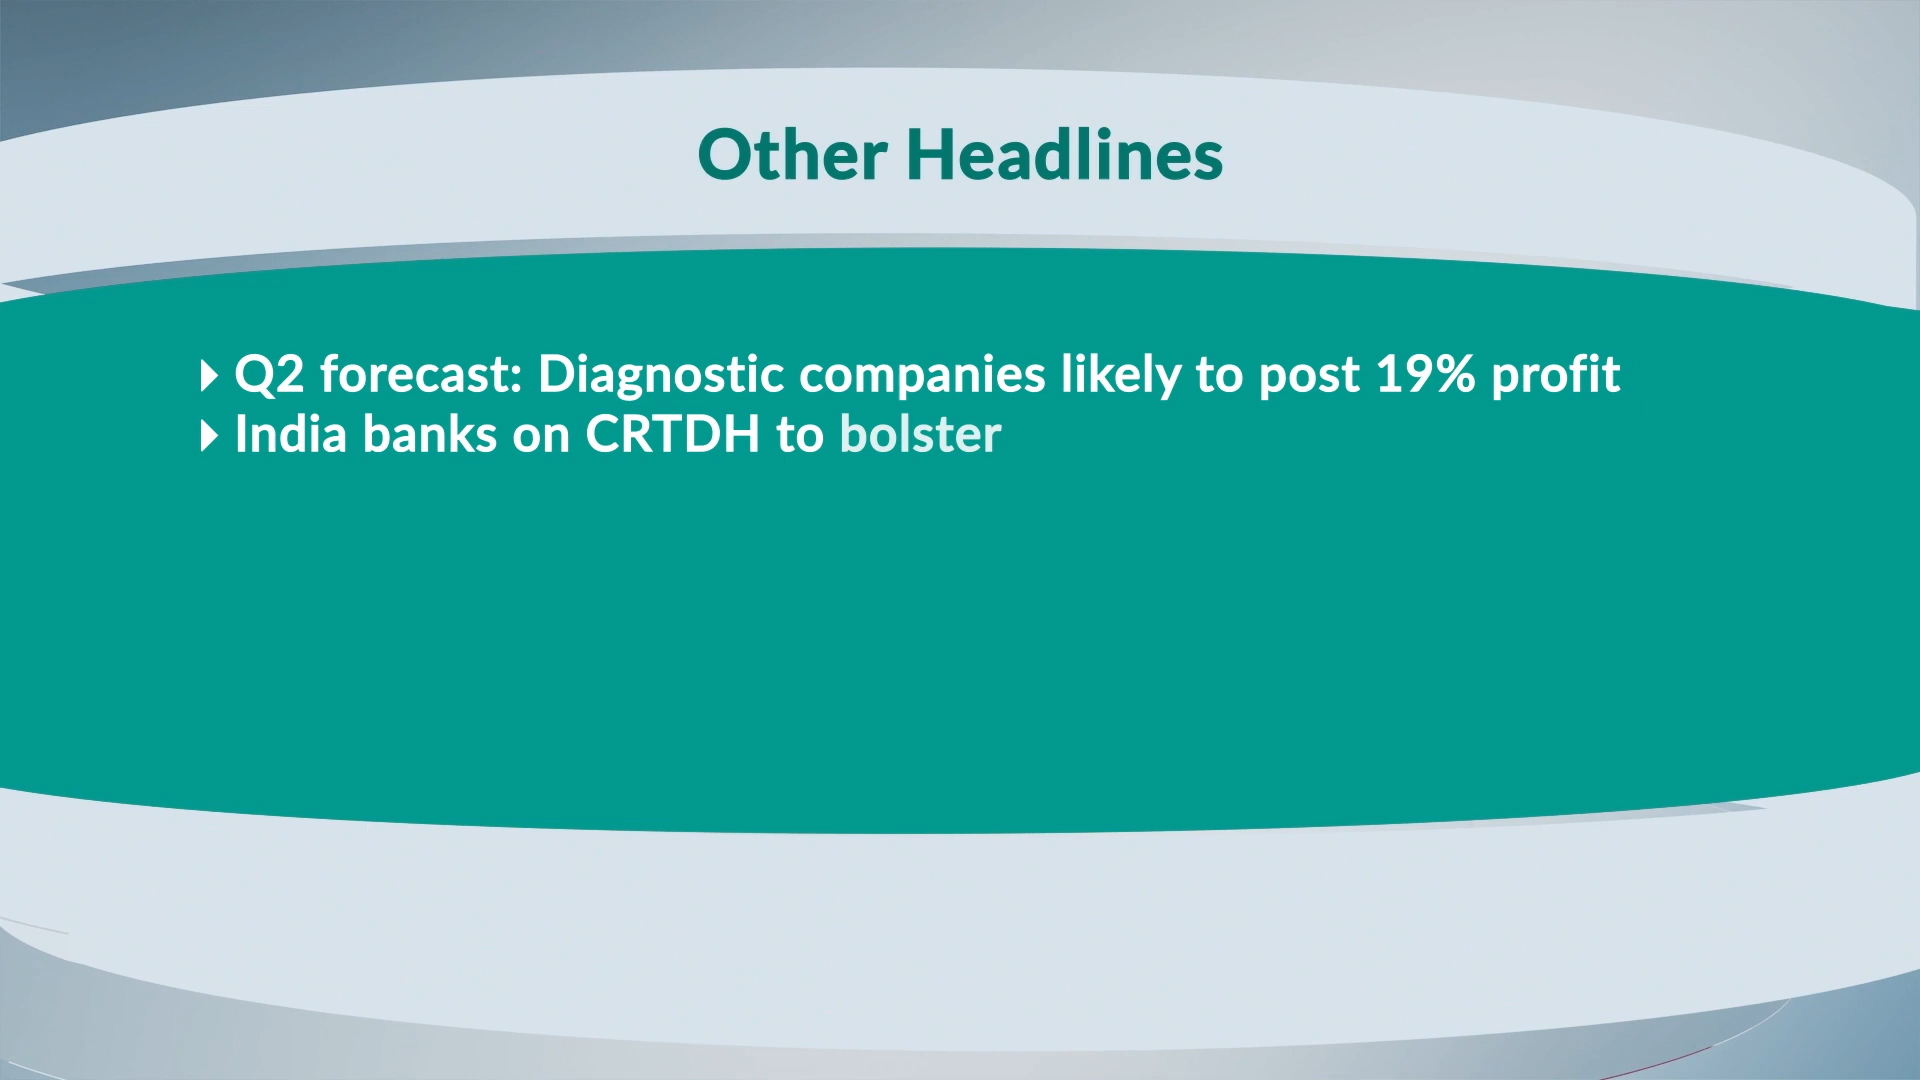 Other Headlines
Q2 forecast: Diagnostic companies likely to post 19% profit
India banks on CRTDH to bolster